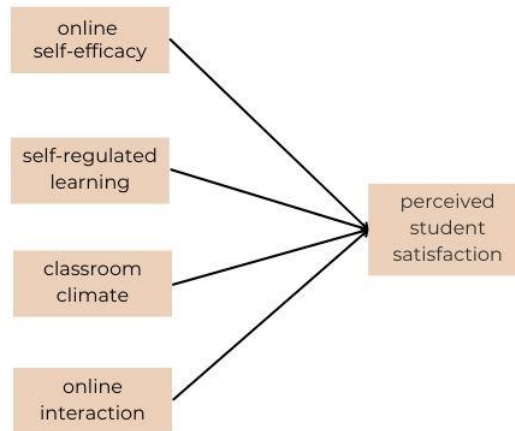 online
self-efficacy
self-regulated
learning
classroom
climate
online
interaction
perceived
student
satisfaction